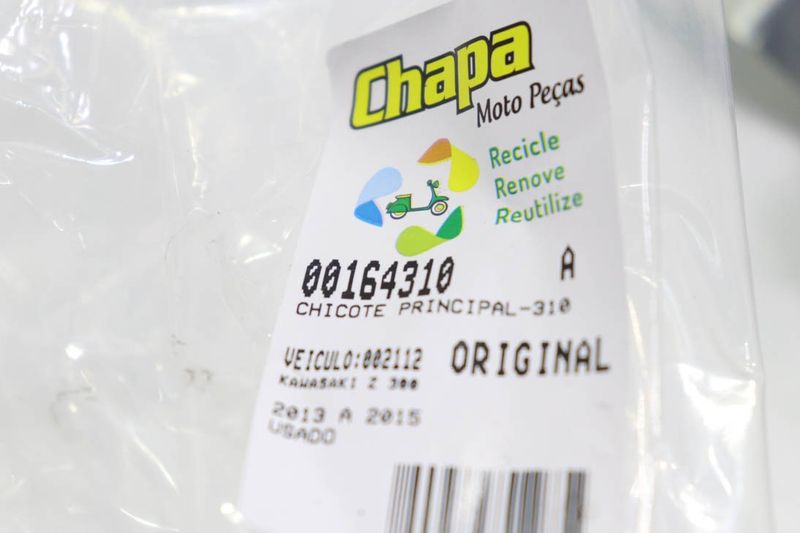 Chapa
Moto Peças
Recicle
Renove
Reutilize
00164310 A
CHICOTE PRINCIPAL-310
VEICULO:002112 ORIGINAL
KAWASAKI Z 300
2013 A 2015
USADO